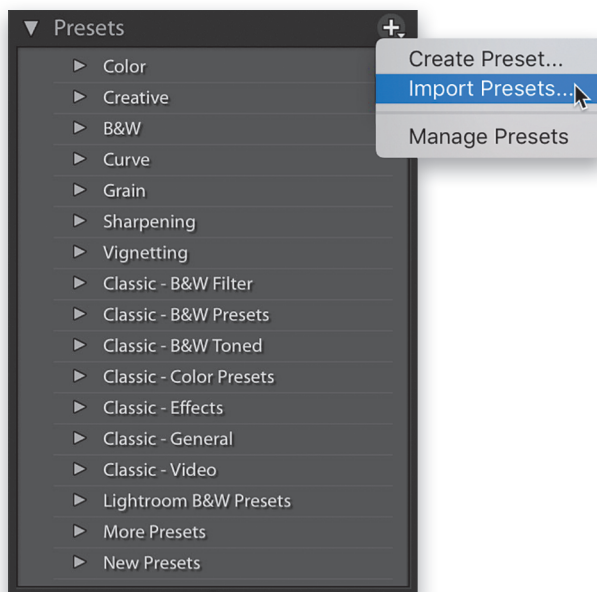 Presets
Create Preset...
Import Presets...
Manage Presets
Color
Creative
B&W
Curve
Grain
Sharpening
Vignetting
Classic - B&W Filter
Classic - B&W Presets
Classic - B&W Toned
Classic - Color Presets
Classic - Effects
Classic - General
Classic - Video
Lightroom B&W Presets
More Presets
New Presets